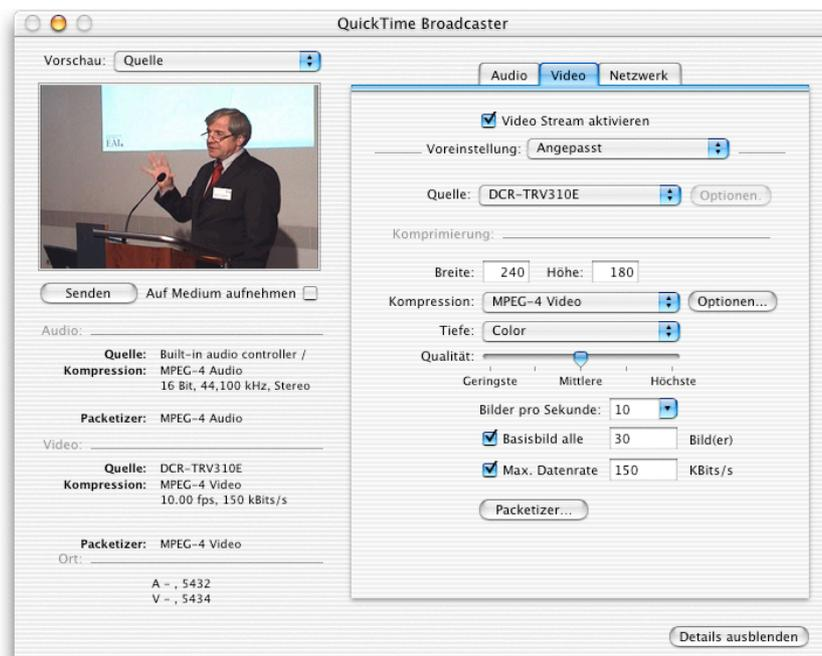 QuickTime Broadcaster
Vorschau: Quelle
EAI.
Senden Auf Medium aufnehmen
Audio:
Quelle: Built-in audio controller /
Kompression: MPEG-4 Audio
16 Bit, 44,100 kHz, Stereo
Packetizer: MPEG-4 Audio
Video:
Quelle: DCR-TRV310E
Kompression: MPEG-4 Video
10.00 fps, 150 kBits/s
Packetizer: MPEG-4 Video
Ort:
A - , 5432
V - , 5434
Audio Video Netzwerk
Video Stream aktivieren
Voreinstellung: Angepasst
Quelle: DCR-TRV310E Optionen.
Komprimierung:
Breite: 240 Höhe: 180
Kompression: MPEG-4 Video Optionen...
Tiefe: Color
Qualität:
Geringste Mittlere Höchste
Bilder pro Sekunde: 10
Basisbild alle 30 Bild(er)
Max. Datenrate 150 KBits/s
Packetizer...
Details ausblenden